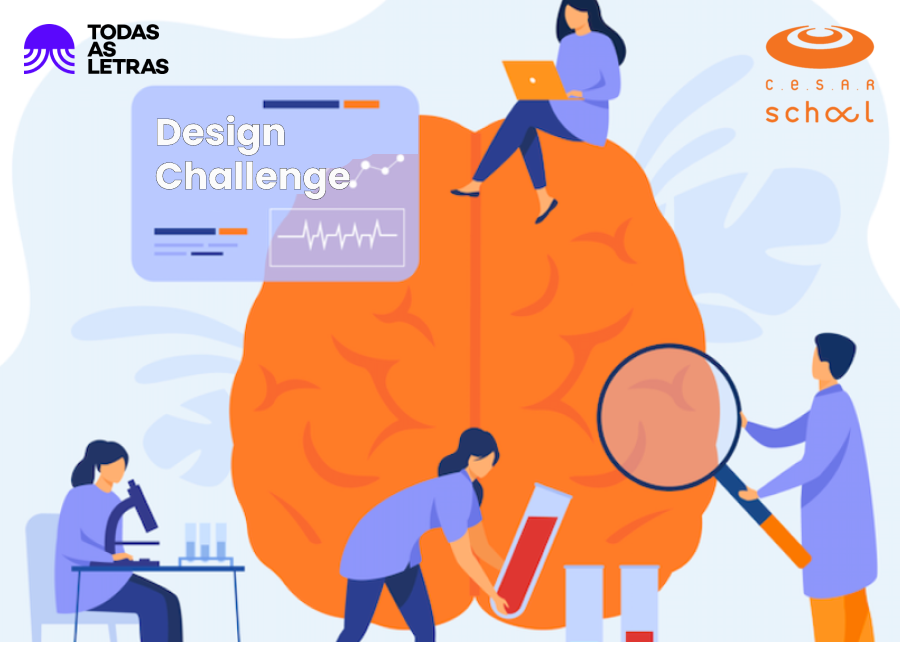 TODAS
AS
LETRAS
C.E.S.A.R
school
Design
Challenge